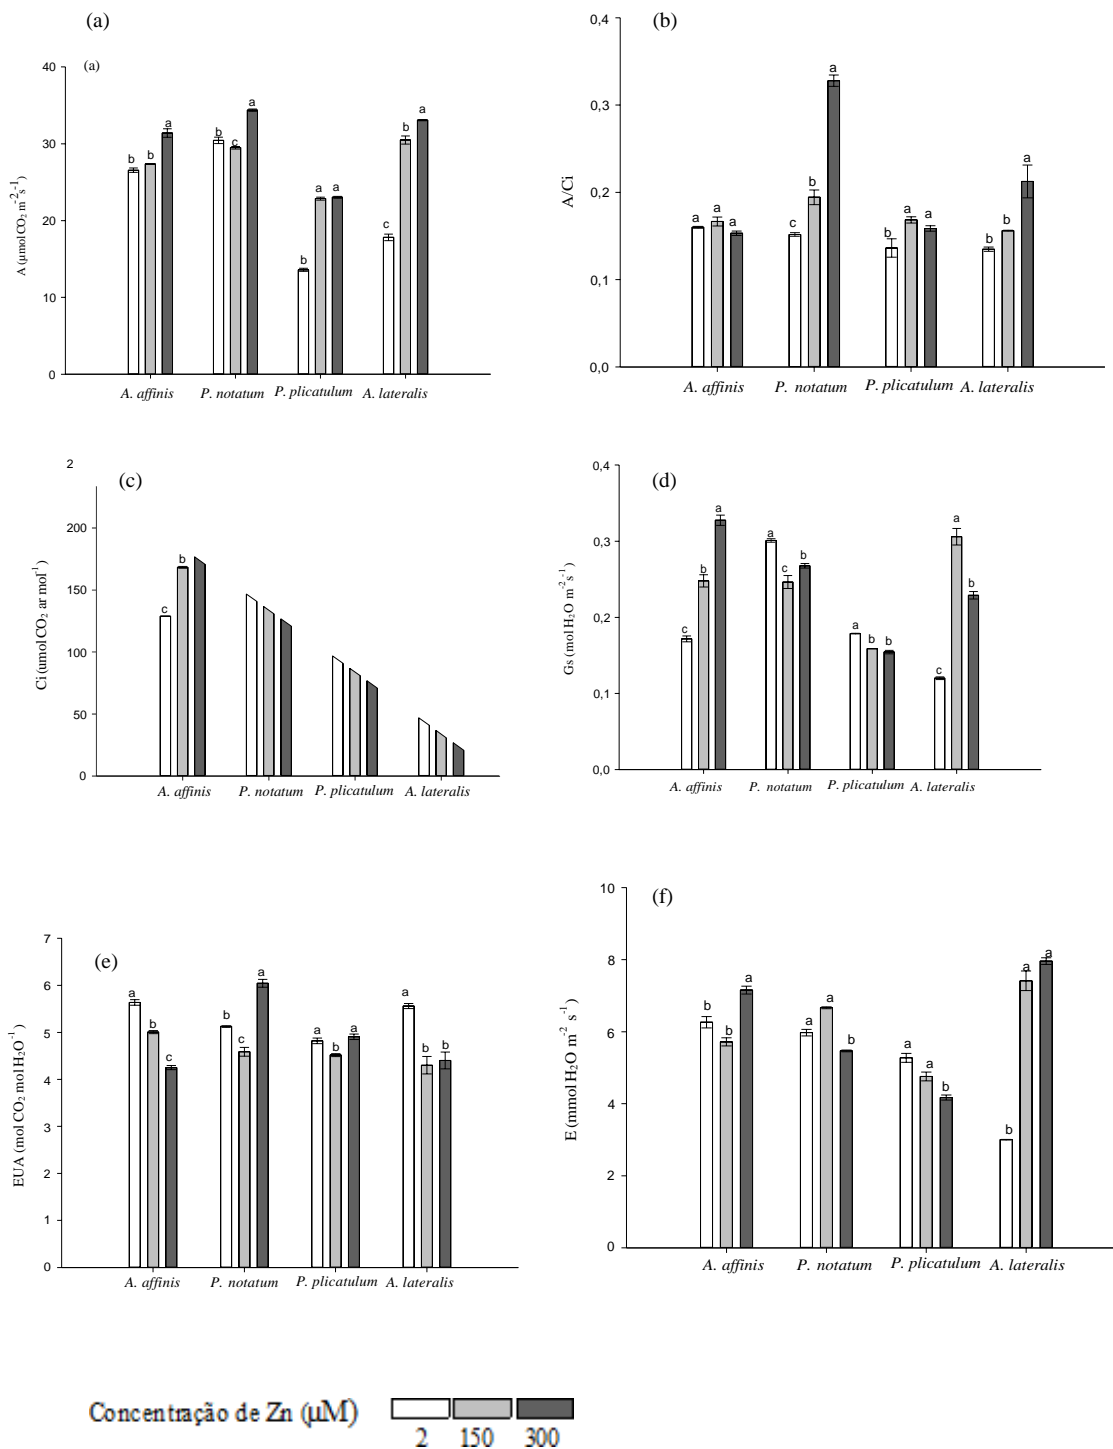 (a)
(a)
40
30
20
10
0
A (µmol CO2 m-2s-1)
b b a
b c a
b a a
c b a
A. affinis P. notatum P. plicatulum A. lateralis
(b)
0,4
0,3
0,2
0,1
0,0
A/Ci
a a a
c b a
b a a
b b a
A. affinis P. notatum P. plicatulum A. lateralis
(c)
2
200
150
100
50
0
Ci (umol CO2 ar mol-1)
c b
A. affinis P. notatum P. plicatulum A. lateralis
(d)
0,4
0,3
0,2
0,1
0,0
Gs (mol H2O m-2s-1)
c b a
a c b
a b b
c a b
A. affinis P. notatum P. plicatulum A. lateralis
(e)
7
6
5
4
3
2
1
0
EUA (mol CO2 mol H2O-1)
a b c
b c a
a b a
a b b
A. affinis P. notatum P. plicatulum A. lateralis
(f)
10
8
6
4
2
0
E (mmol H2O m-2 s-1)
b b a
a a b
a a b
b a a
A. affinis P. notatum P. plicatulum A. lateralis
Concentração de Zn (µM)
2 150 300